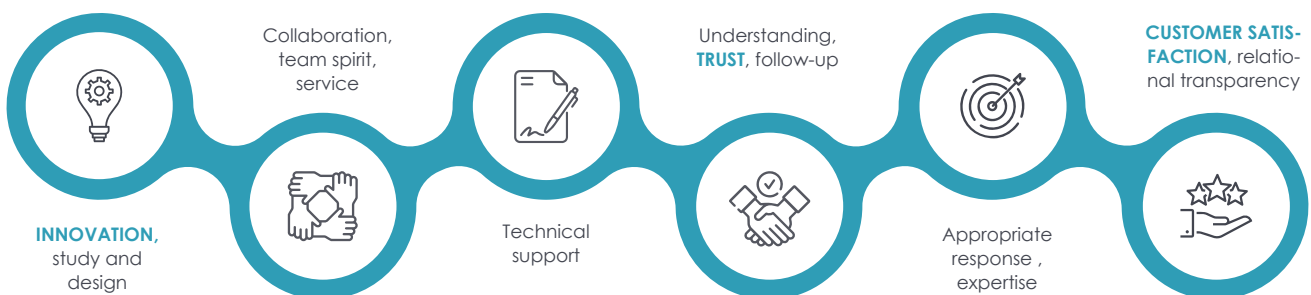 INNOVATION,
study and
design
Collaboration,
team spirit,
service
Technical
support
Understanding,
TRUST, follow-up
Appropriate
response ,
expertise
CUSTOMER SATIS-
FACTION, relatio-
nal transparency